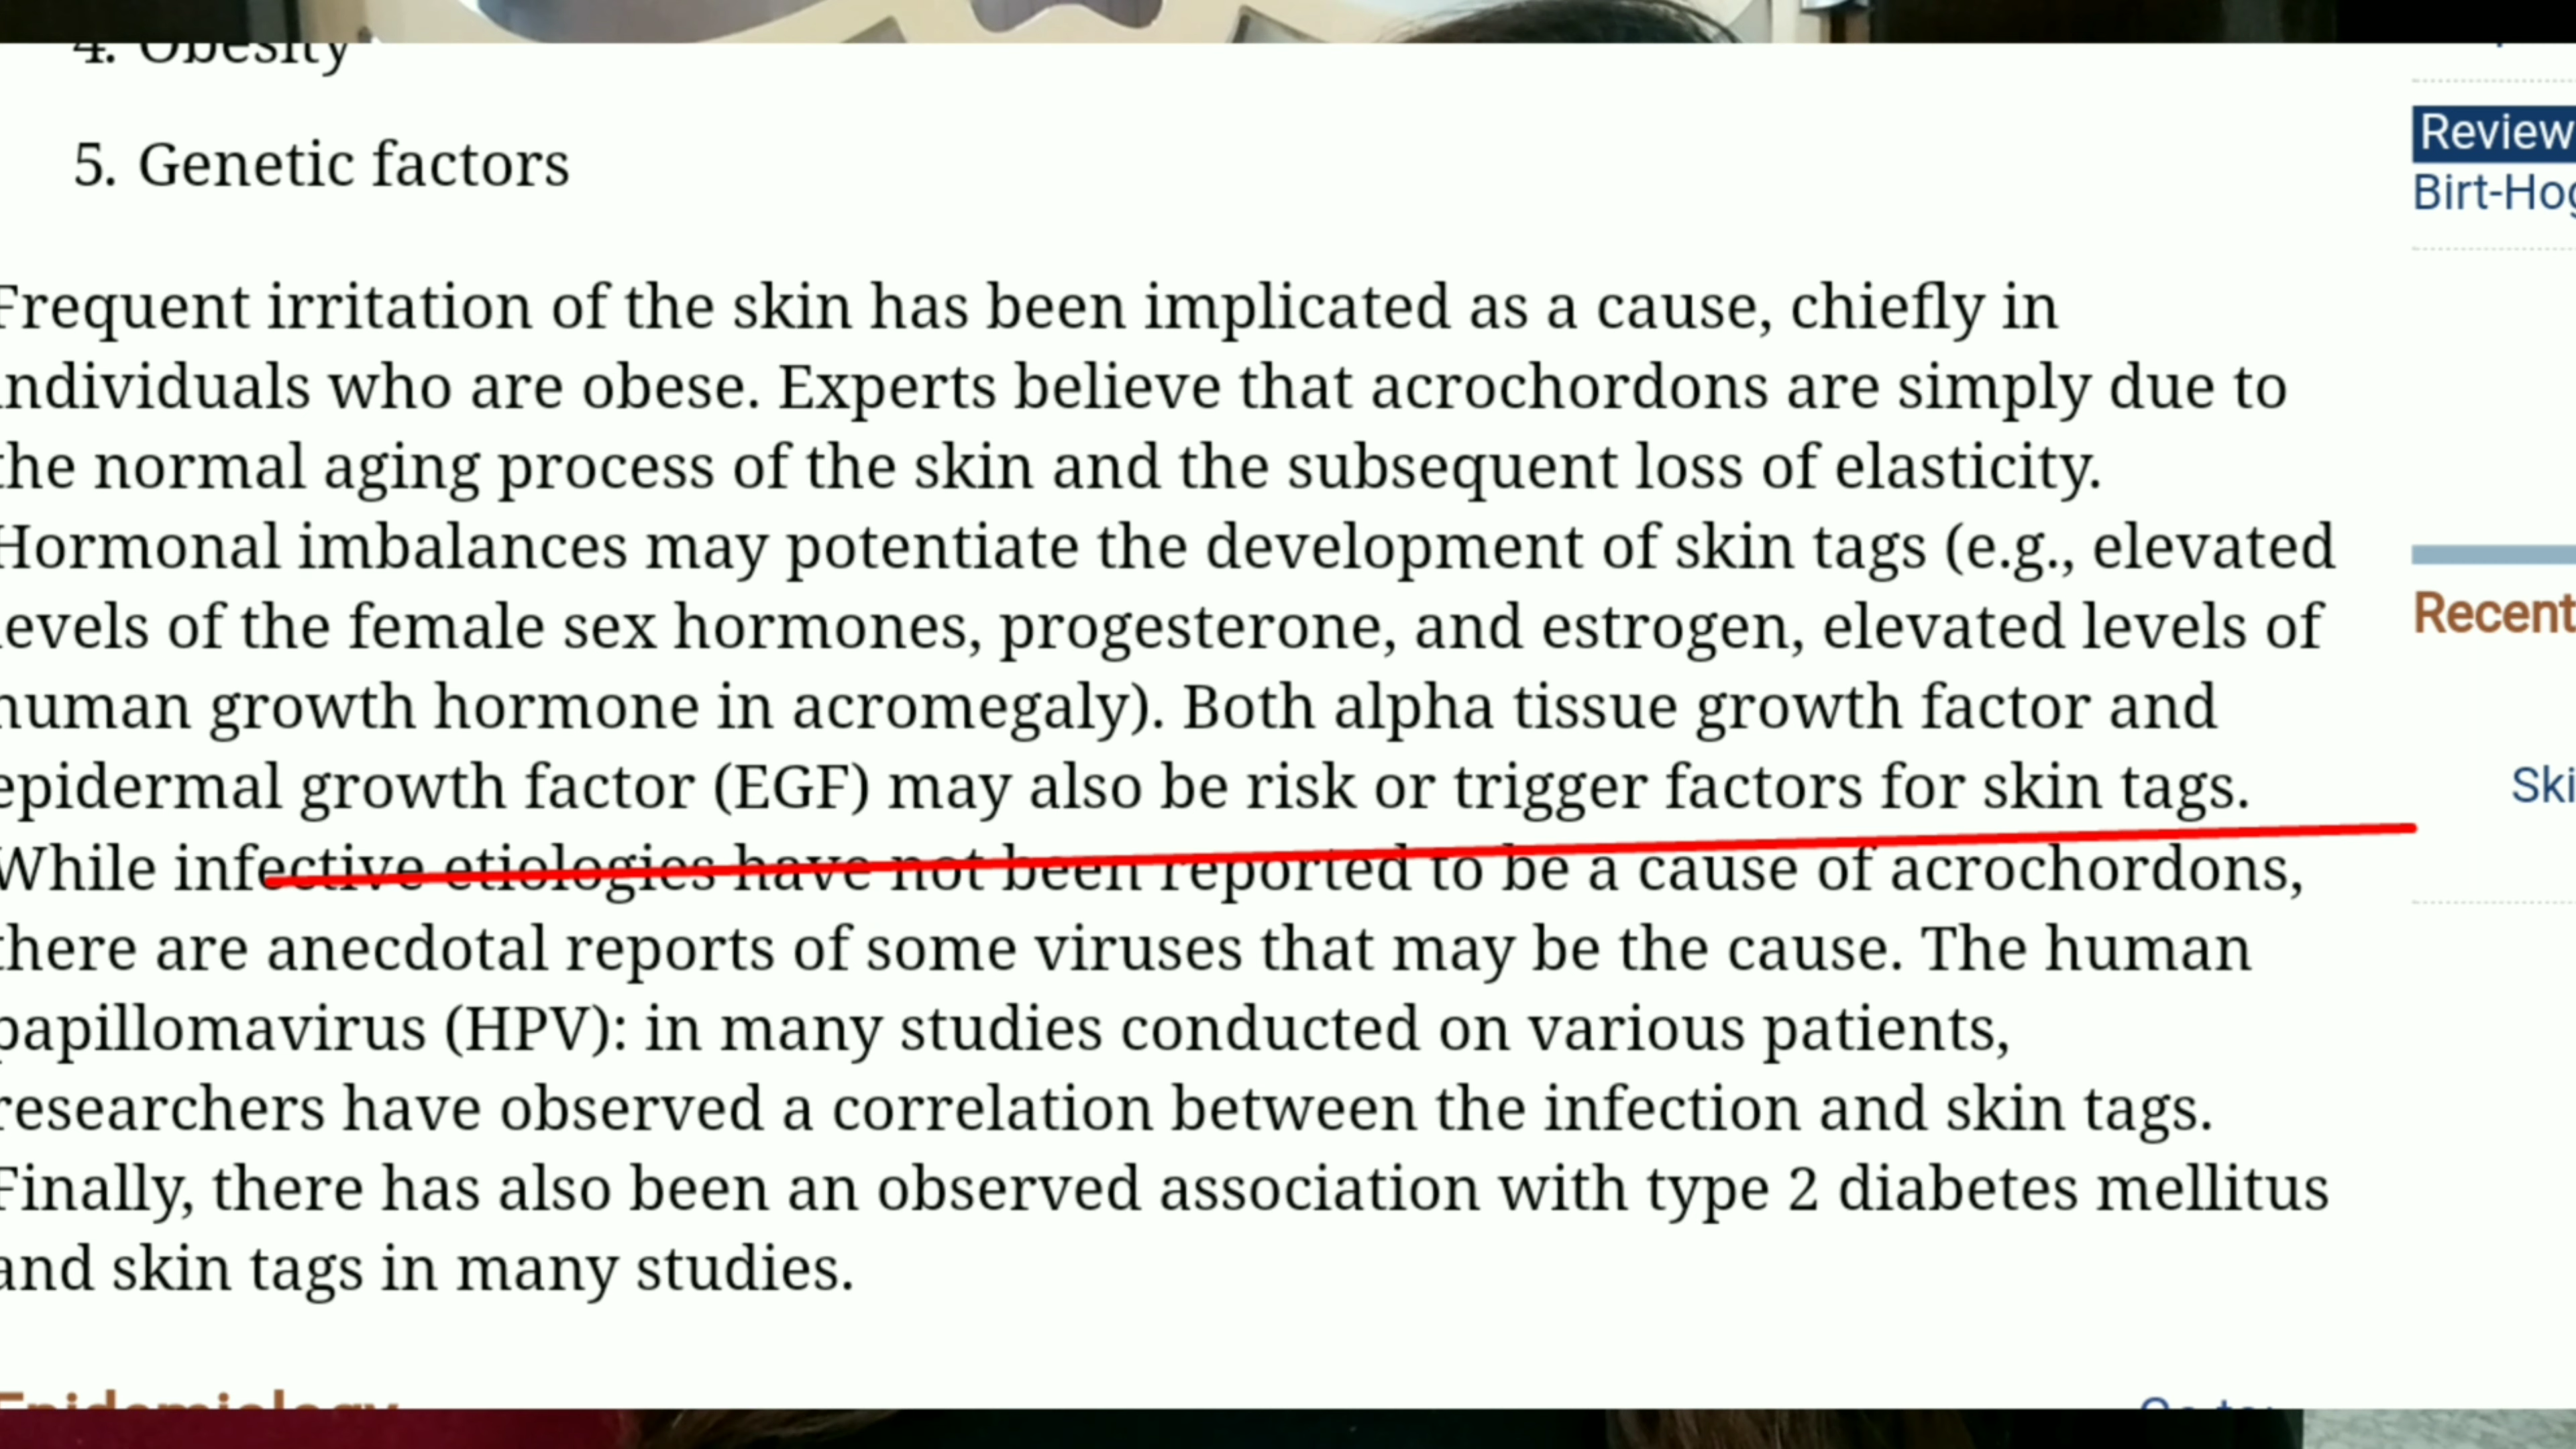 4. Obesity
5. Genetic factors
Review
Birt-Hog
Frequent irritation of the skin has been implicated as a cause, chiefly in
individuals who are obese. Experts believe that acrochordons are simply due to
the normal aging process of the skin and the subsequent loss of elasticity.
Hormonal imbalances may potentiate the development of skin tags (e.g., elevated
levels of the female sex hormones, progesterone, and estrogen, elevated levels of
human growth hormone in acromegaly). Both alpha tissue growth factor and
epidermal growth factor (EGF) may also be risk or trigger factors for skin tags.
While infective etiologies have not been reported to be a cause of acrochordons,
there are anecdotal reports of some viruses that may be the cause. The human
papillomavirus (HPV): in many studies conducted on various patients,
researchers have observed a correlation between the infection and skin tags.
Finally, there has also been an observed association with type 2 diabetes mellitus
and skin tags in many studies.
Recent
Ski
Epidemiology
Go to: